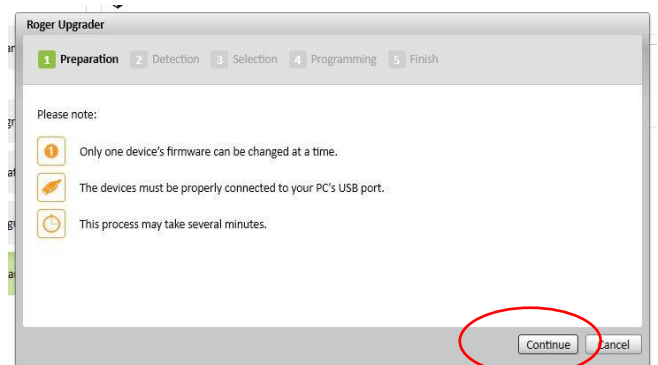 Roger Upgrader
1 Preparation 2 Detection 3 Selection 4 Programming 5 Finish
Please note:
1 Only one device's firmware can be changed at a time.
The devices must be properly connected to your PC's USB port.
This process may take several minutes.
Continue Cancel